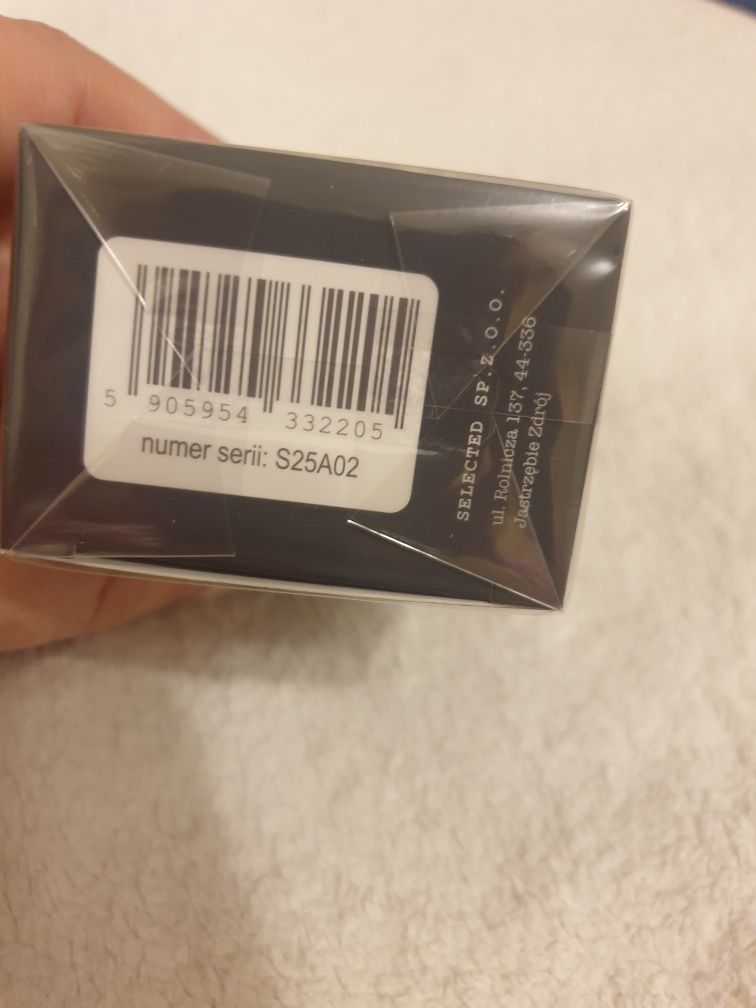 5 905954 332205
numer serii: S25A02
SELECTED SP.Z.O.O.
ul. Rolnicza 137, 44-336
Jastrzębie Zdrój